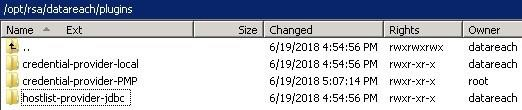 /opt/rsa/datareach/plugins
Name Ext Size Changed Rights Owner
.. 6/19/2018 4:54:56 PM rwxrwxrwx datareach
credential-provider-local 6/19/2018 4:54:56 PM rwxr-xr-x datareach
credential-provider-PMP 6/19/2018 5:07:14 PM rwxr-xr-x root
hostlist-provider-jdbc 6/19/2018 4:54:56 PM rwxr-xr-x datareach